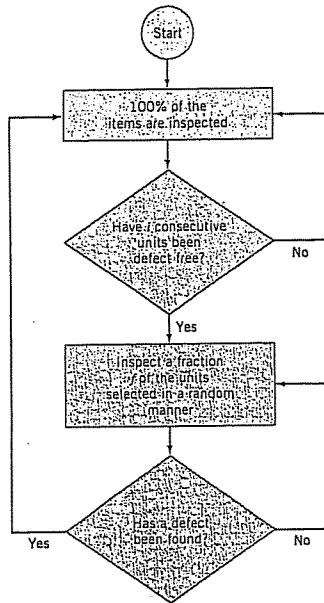 Start
100% of the
items are inspected
Have i consecutive
units been
defect free?
No
Yes
Inspect a fraction
f of the units
selected in a random
manner
Has a defect
been found?
Yes
No